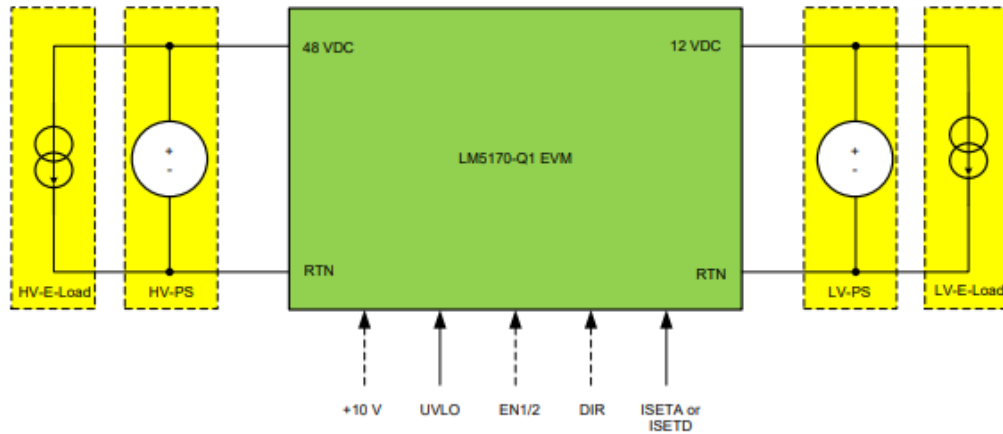 48 VDC
12 VDC
+
-
LM5170-Q1 EVM
+
-
RTN
RTN
HV-E-Load
HV-PS
LV-PS
LV-E-Load
+10 V
UVLO
EN1/2
DIR
ISETA or
ISETD